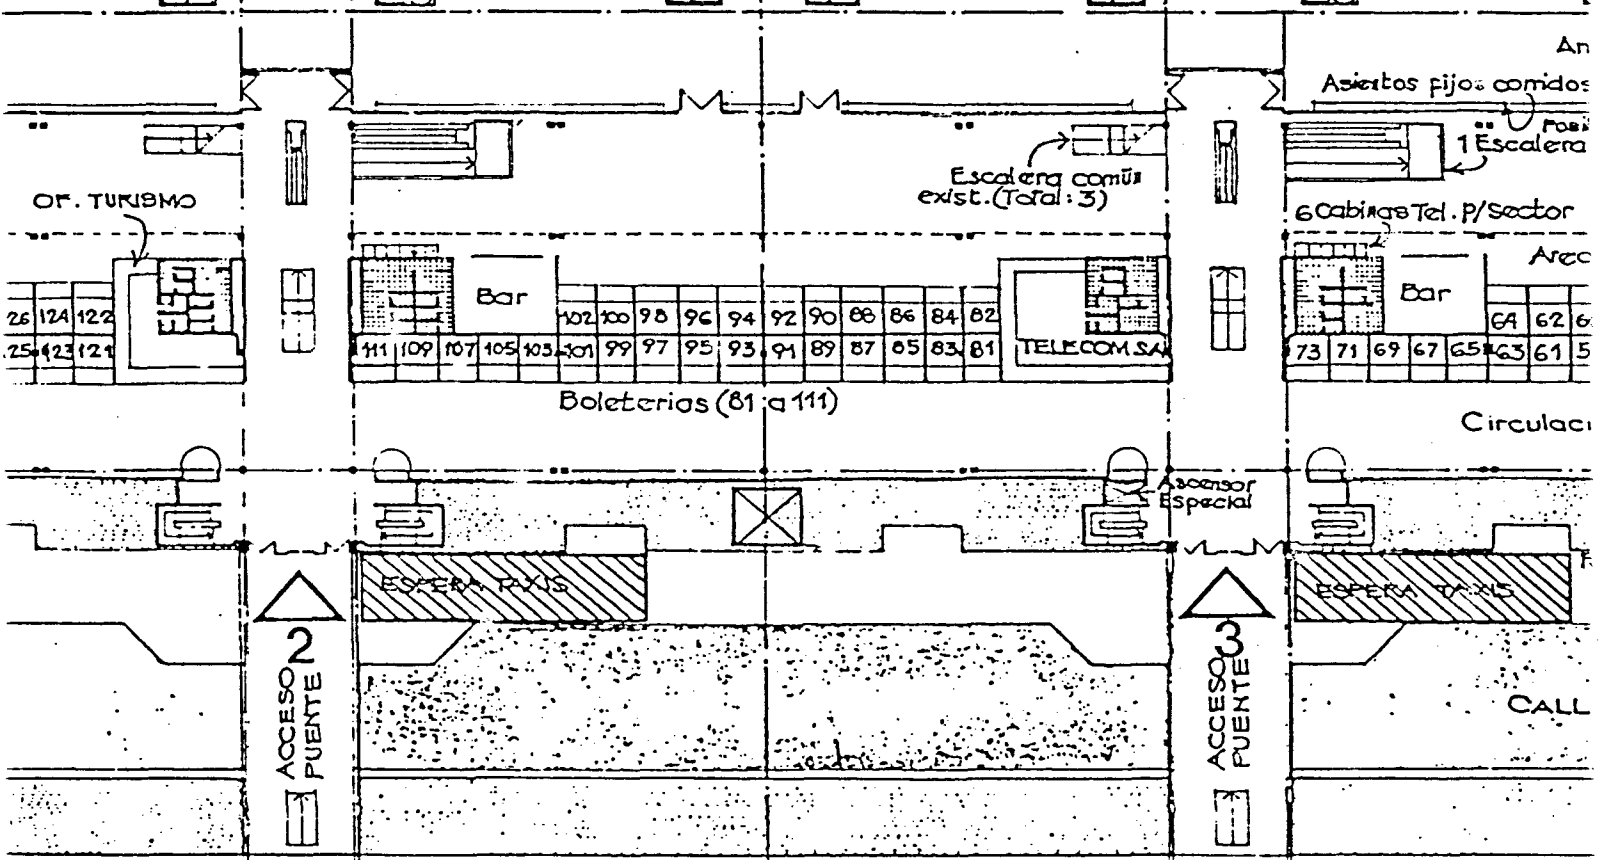 Asientos fijos corridos
1 Escalera
Escalera común
exist. (Total: 3)
OF. TURISMO
6 Cabinas Tel. P/Sector
Bar
Bar
26 124 122
102 100 98 96 94 92 90 88 86 84 82
64 62
25 123 121
111 109 107 105 103 101 99 97 95 93 91 89 87 85 83 81
TELECOM SA
73 71 69 67 65 63 61
Boleterias (81 a 111)
Ascensor
Especial
ESPERA TAXIS
ESPERA TAXIS
2
ACCESO
PUENTE
3
ACCESO
PUENTE